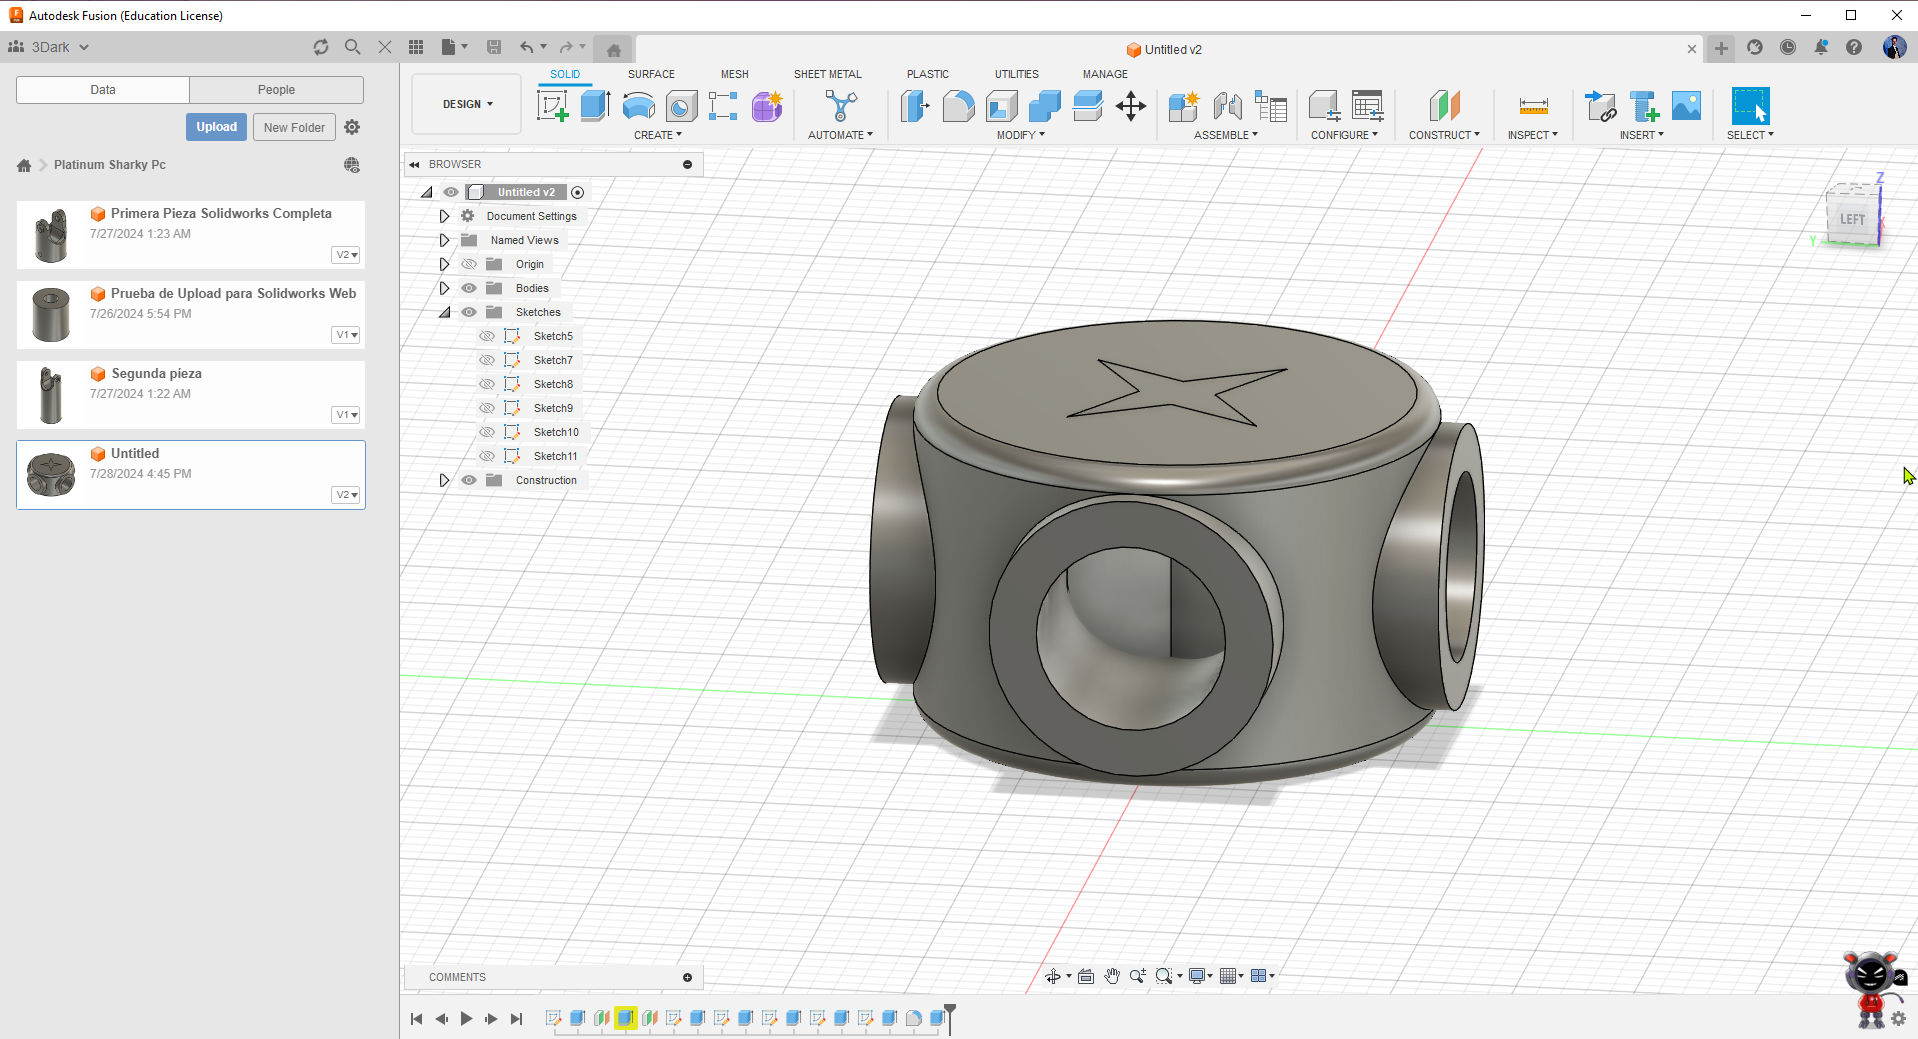 Autodesk Fusion (Education License)
3Dark
Untitled v2
Data
People
Upload
New Folder
Platinum Sharky Pc
Primera Pieza Solidworks Completa
7/27/2024 1:23 AM
V2
Prueba de Upload para Solidworks Web
7/26/2024 5:54 PM
V1
Segunda pieza
7/27/2024 1:22 AM
V1
Untitled
7/28/2024 4:45 PM
V2
DESIGN
SOLID
SURFACE
MESH
SHEET METAL
PLASTIC
UTILITIES
MANAGE
CREATE
AUTOMATE
MODIFY
ASSEMBLE
CONFIGURE
CONSTRUCT
INSPECT
INSERT
SELECT
BROWSER
Untitled v2
Document Settings
Named Views
Origin
Bodies
Sketches
Sketch5
Sketch7
Sketch8
Sketch9
Sketch10
Sketch11
Construction
Z
LEFT
Y
COMMENTS